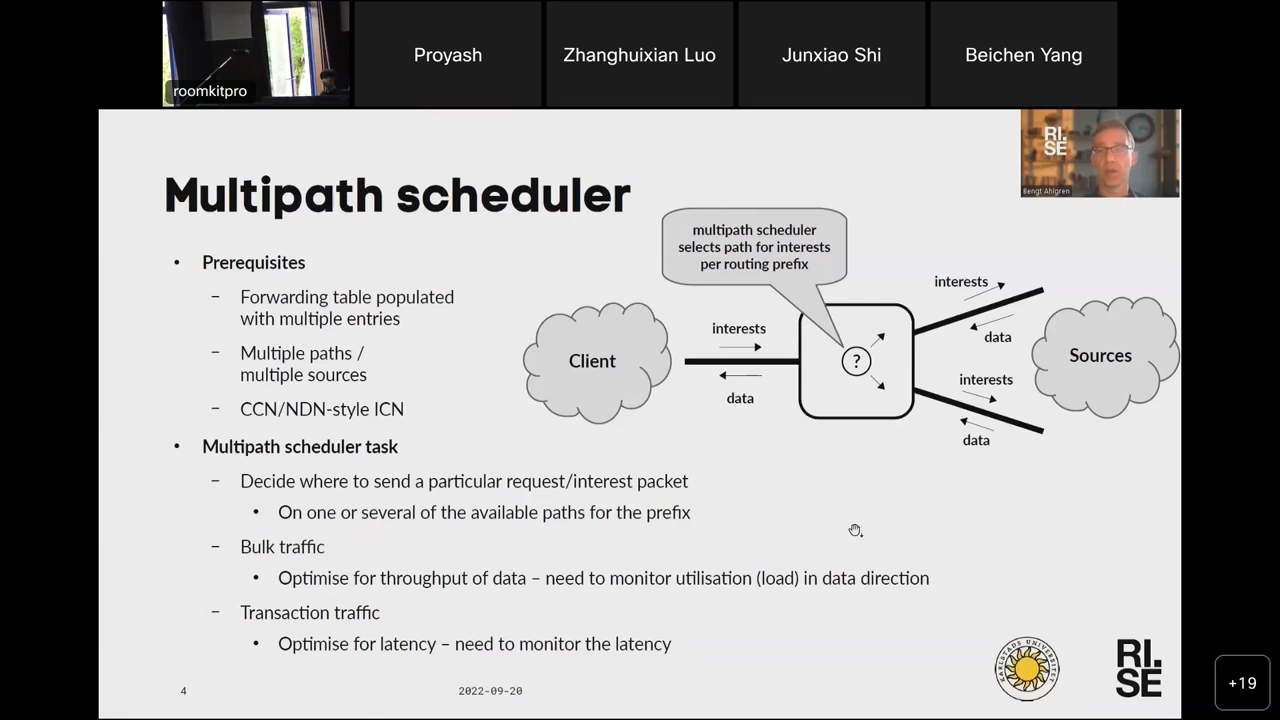 roomkitpro
Proyash
Zhanghuixian Luo
Junxiao Shi
Beichen Yang
RI.
SE
Bengt Ahlgren
Multipath scheduler
multipath scheduler
selects path for interests
per routing prefix
• Prerequisites
– Forwarding table populated
with multiple entries
– Multiple paths /
multiple sources
– CCN/NDN-style ICN
Client
interests
data
?
interests
data
interests
data
Sources
• Multipath scheduler task
– Decide where to send a particular request/interest packet
• On one or several of the available paths for the prefix
– Bulk traffic
• Optimise for throughput of data – need to monitor utilisation (load) in data direction
– Transaction traffic
• Optimise for latency – need to monitor the latency
4
2022-09-20
KARLSTADS UNIVERSITET
RI.
SE
+19